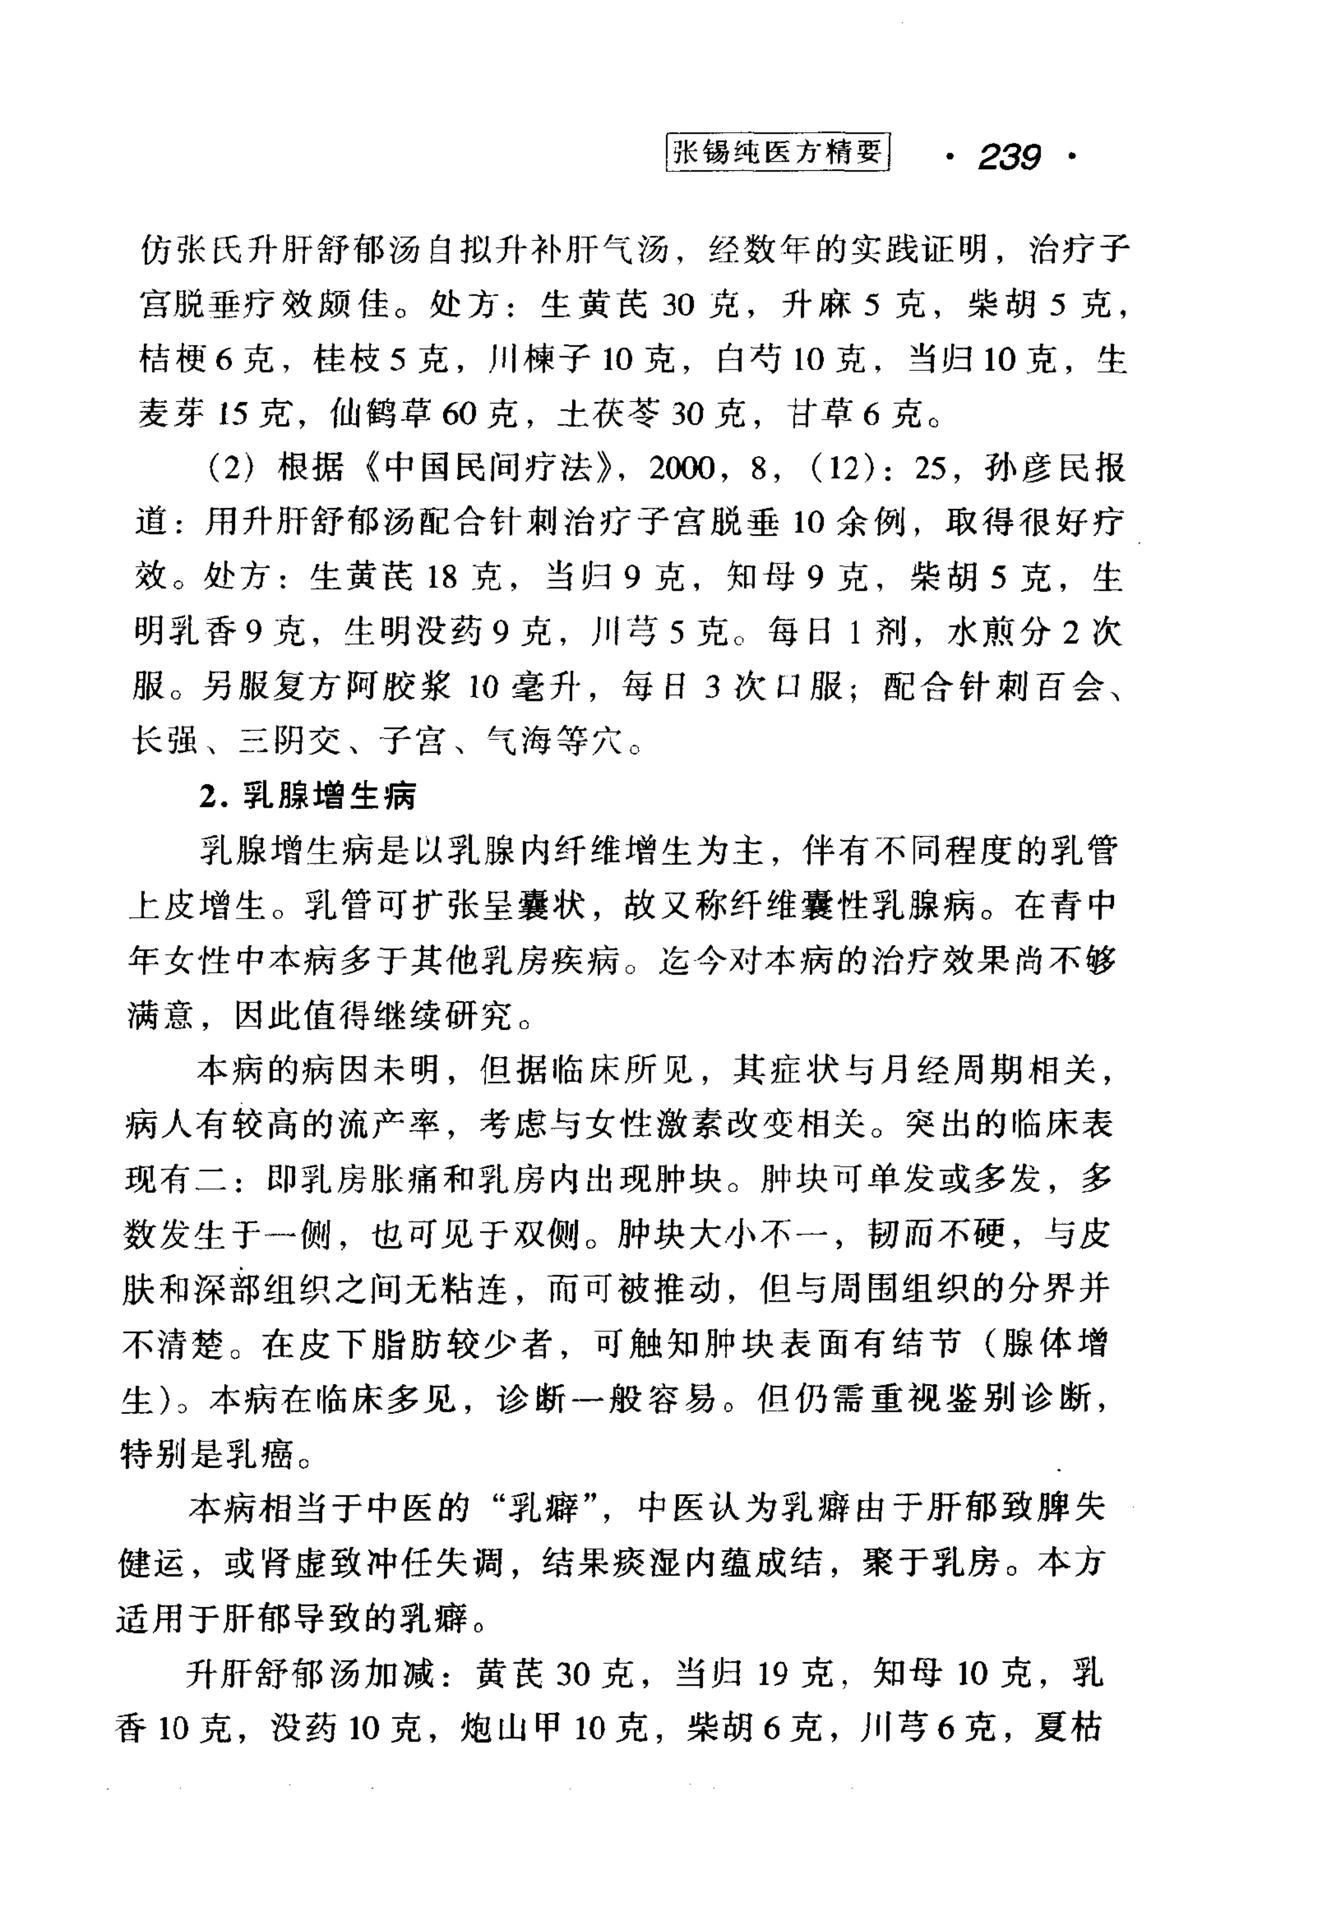 张锡纯医方精要 · 239 ·
仿张氏升肝舒郁汤自拟升补肝气汤，经数年的实践证明，治疗子
宫脱垂疗效颇佳。处方：生黄芪 30 克，升麻 5 克，柴胡 5 克，
桔梗 6 克，桂枝 5 克，川楝子 10 克，白芍 10 克，当归 10 克，生
麦芽 15 克，仙鹤草 60 克，土茯苓 30 克，甘草 6 克。
（2）根据《中国民间疗法》，2000，8，（12）：25，孙彦民报
道：用升肝舒郁汤配合针刺治疗子宫脱垂 10 余例，取得很好疗
效。处方：生黄芪 18 克，当归 9 克，知母 9 克，柴胡 5 克，生
明乳香 9 克，生明没药 9 克，川芎 5 克。每日 1 剂，水煎分 2 次
服。另服复方阿胶浆 10 毫升，每日 3 次口服；配合针刺百会、
长强、三阴交、子宫、气海等穴。
2. 乳腺增生病
乳腺增生病是以乳腺内纤维增生为主，伴有不同程度的乳管
上皮增生。乳管可扩张呈囊状，故又称纤维囊性乳腺病。在青中
年女性中本病多于其他乳房疾病。迄今对本病的治疗效果尚不够
满意，因此值得继续研究。
本病的病因未明，但据临床所见，其症状与月经周期相关，
病人有较高的流产率，考虑与女性激素改变相关。突出的临床表
现有二：即乳房胀痛和乳房内出现肿块。肿块可单发或多发，多
数发生于一侧，也可见于双侧。肿块大小不一，韧而不硬，与皮
肤和深部组织之间无粘连，而可被推动，但与周围组织的分界并
不清楚。在皮下脂肪较少者，可触知肿块表面有结节（腺体增
生）。本病在临床多见，诊断一般容易。但仍需重视鉴别诊断，
特别是乳癌。
本病相当于中医的“乳癖”，中医认为乳癖由于肝郁致脾失
健运，或肾虚致冲任失调，结果痰湿内蕴成结，聚于乳房。本方
适用于肝郁导致的乳癖。
升肝舒郁汤加减：黄芪 30 克，当归 19 克，知母 10 克，乳
香 10 克，没药 10 克，炮山甲 10 克，柴胡 6 克，川芎 6 克，夏枯